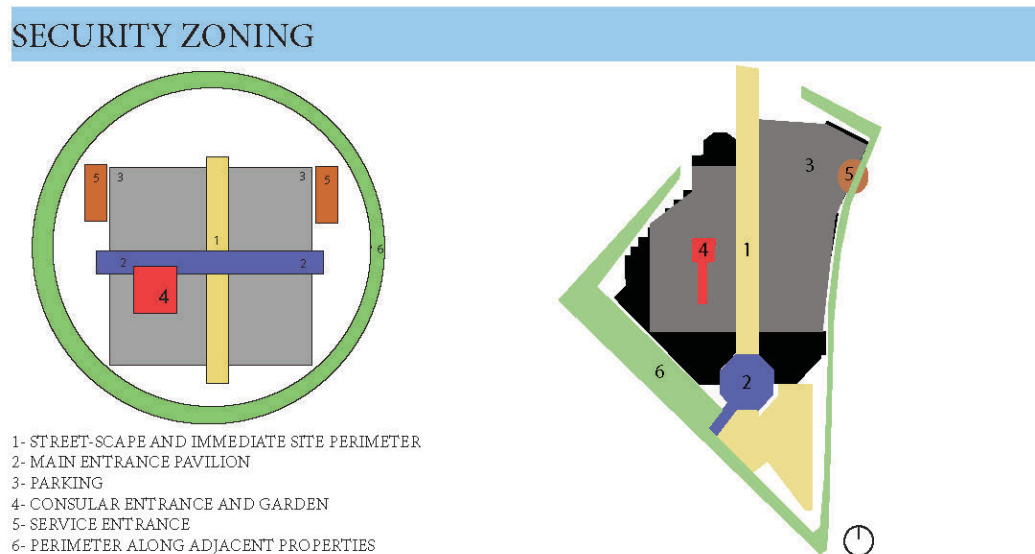 SECURITY ZONING
5 3 3 5
1
2 2 6
4
3
5
4 1
6 2
1- STREET-SCAPE AND IMMEDIATE SITE PERIMETER
2- MAIN ENTRANCE PAVILION
3- PARKING
4- CONSULAR ENTRANCE AND GARDEN
5- SERVICE ENTRANCE
6- PERIMETER ALONG ADJACENT PROPERTIES